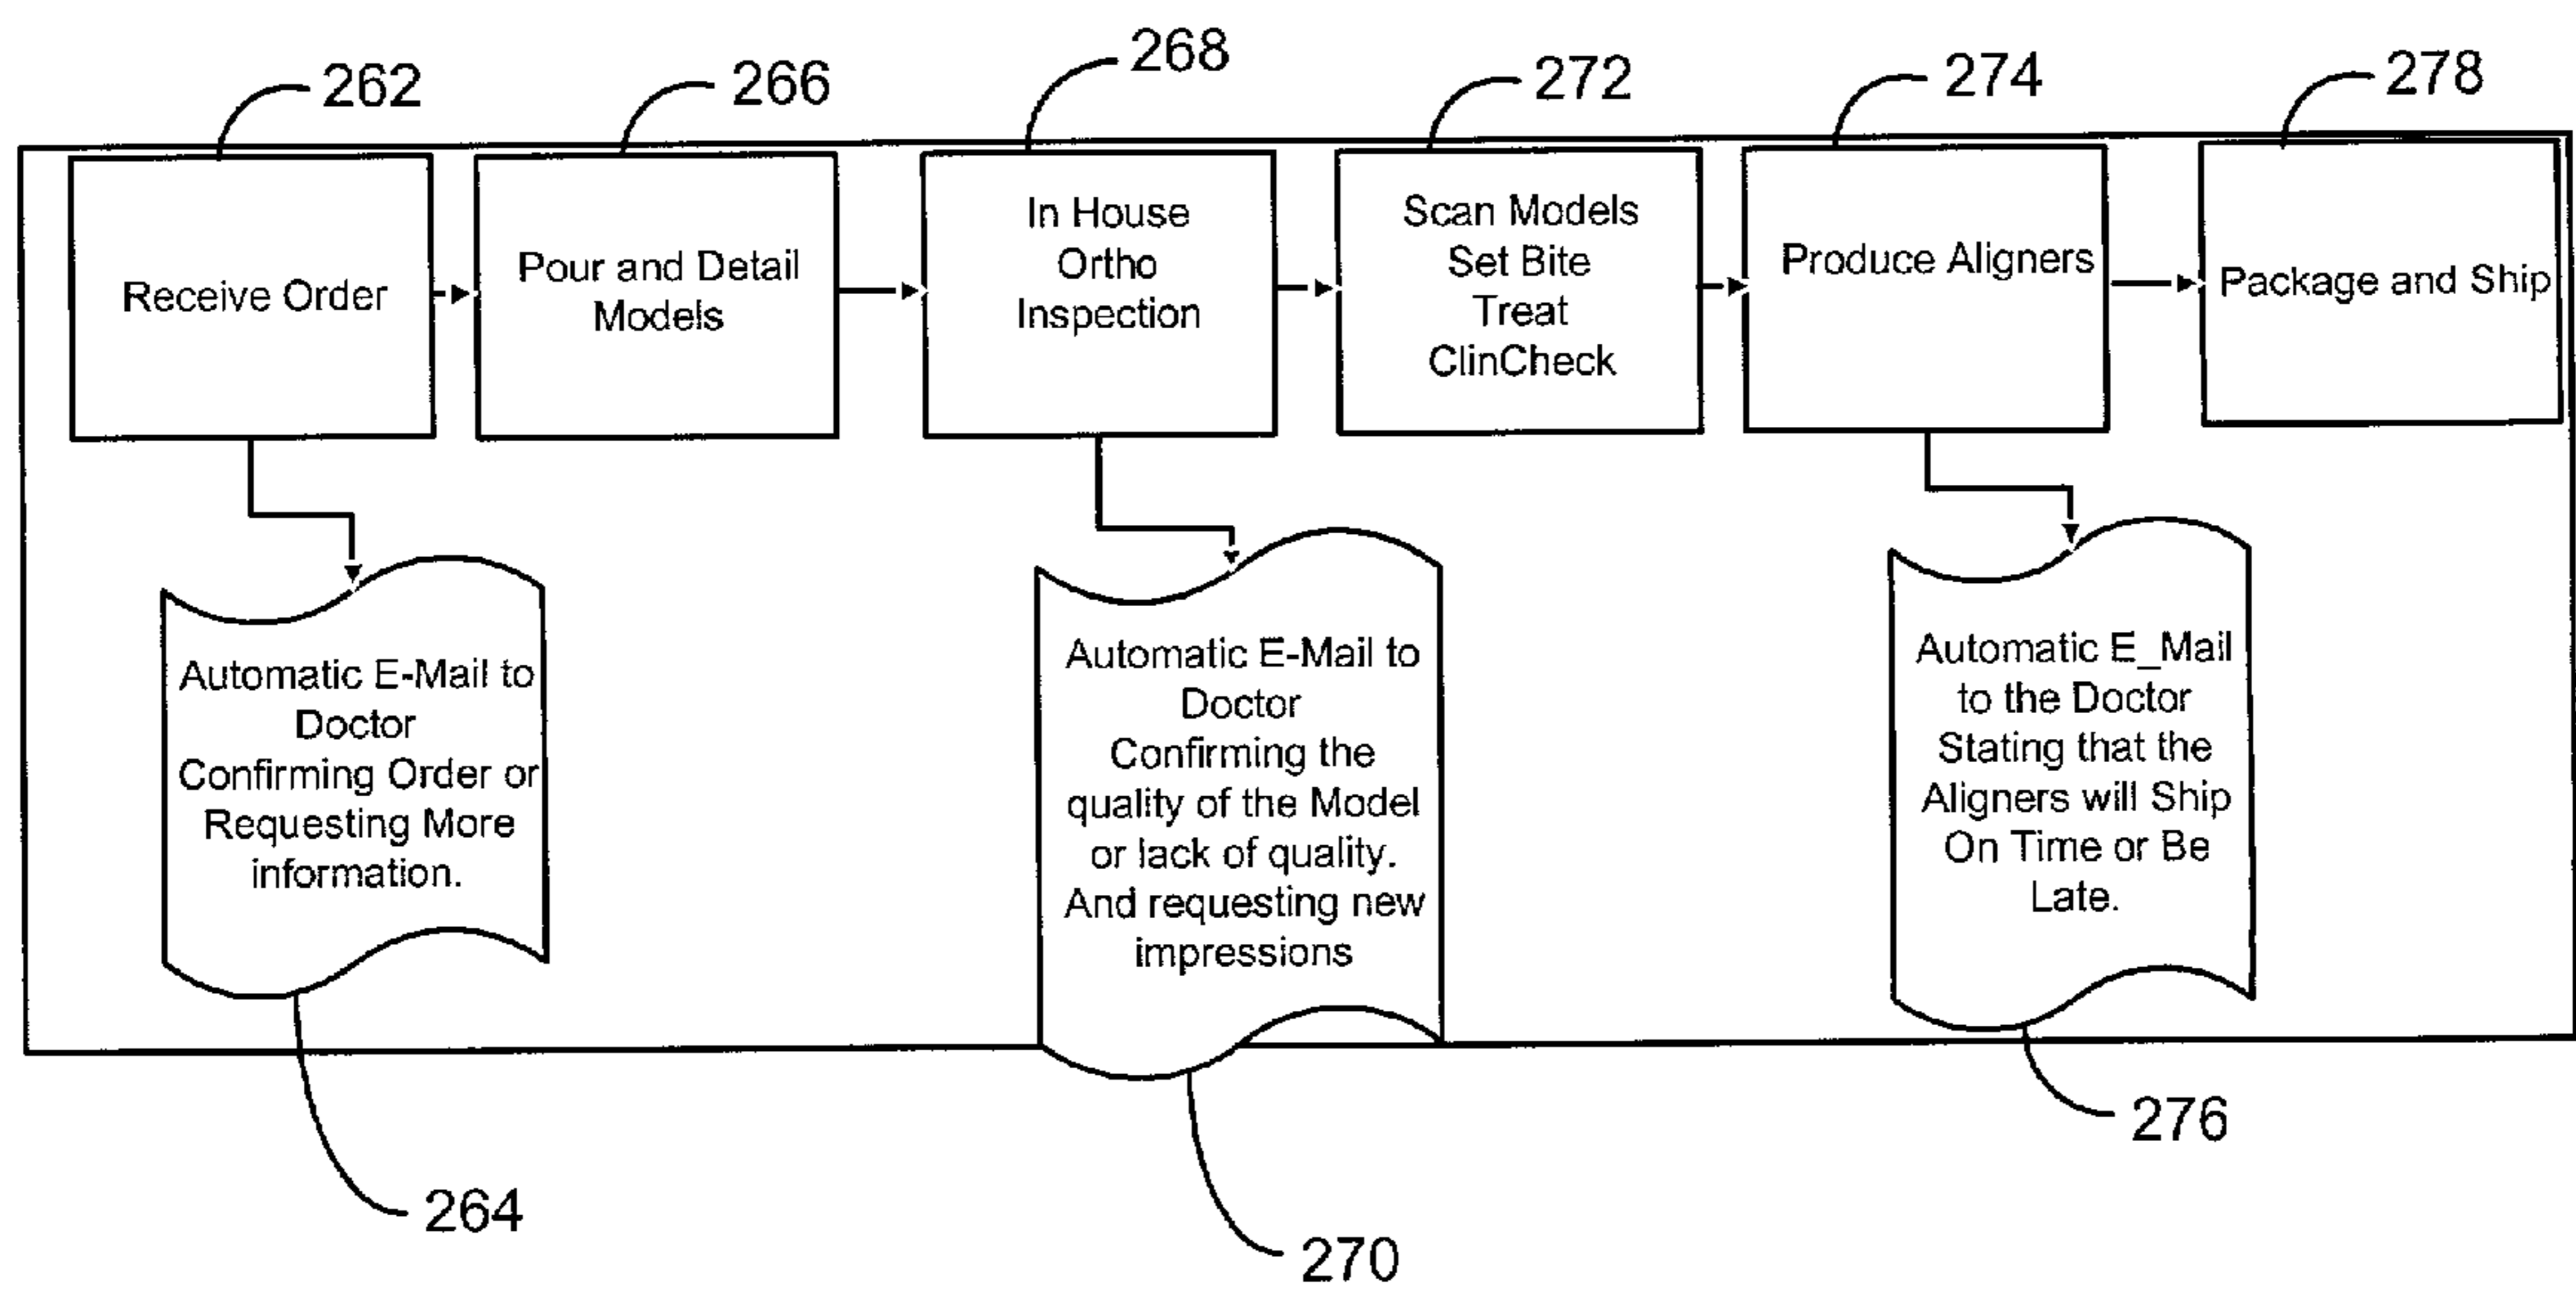 262
266
268
272
274
278
Receive Order
Pour and Detail
Models
In House
Ortho
Inspection
Scan Models
Set Bite
Treat
ClinCheck
Produce Aligners
Package and Ship
Automatic E-Mail to
Doctor
Confirming Order or
Requesting More
information.
Automatic E-Mail to
Doctor
Confirming the
quality of the Model
or lack of quality.
And requesting new
impressions
Automatic E_Mail
to the Doctor
Stating that the
Aligners will Ship
On Time or Be
Late.
264
270
276